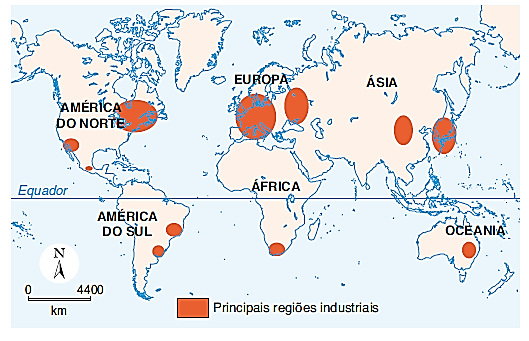 EUROPA
ÁSIA
AMÉRICA
DO NORTE
Equador
ÁFRICA
AMÉRICA
DO SUL
OCEANIA
N
0 4400
km
Principais regiões industriais